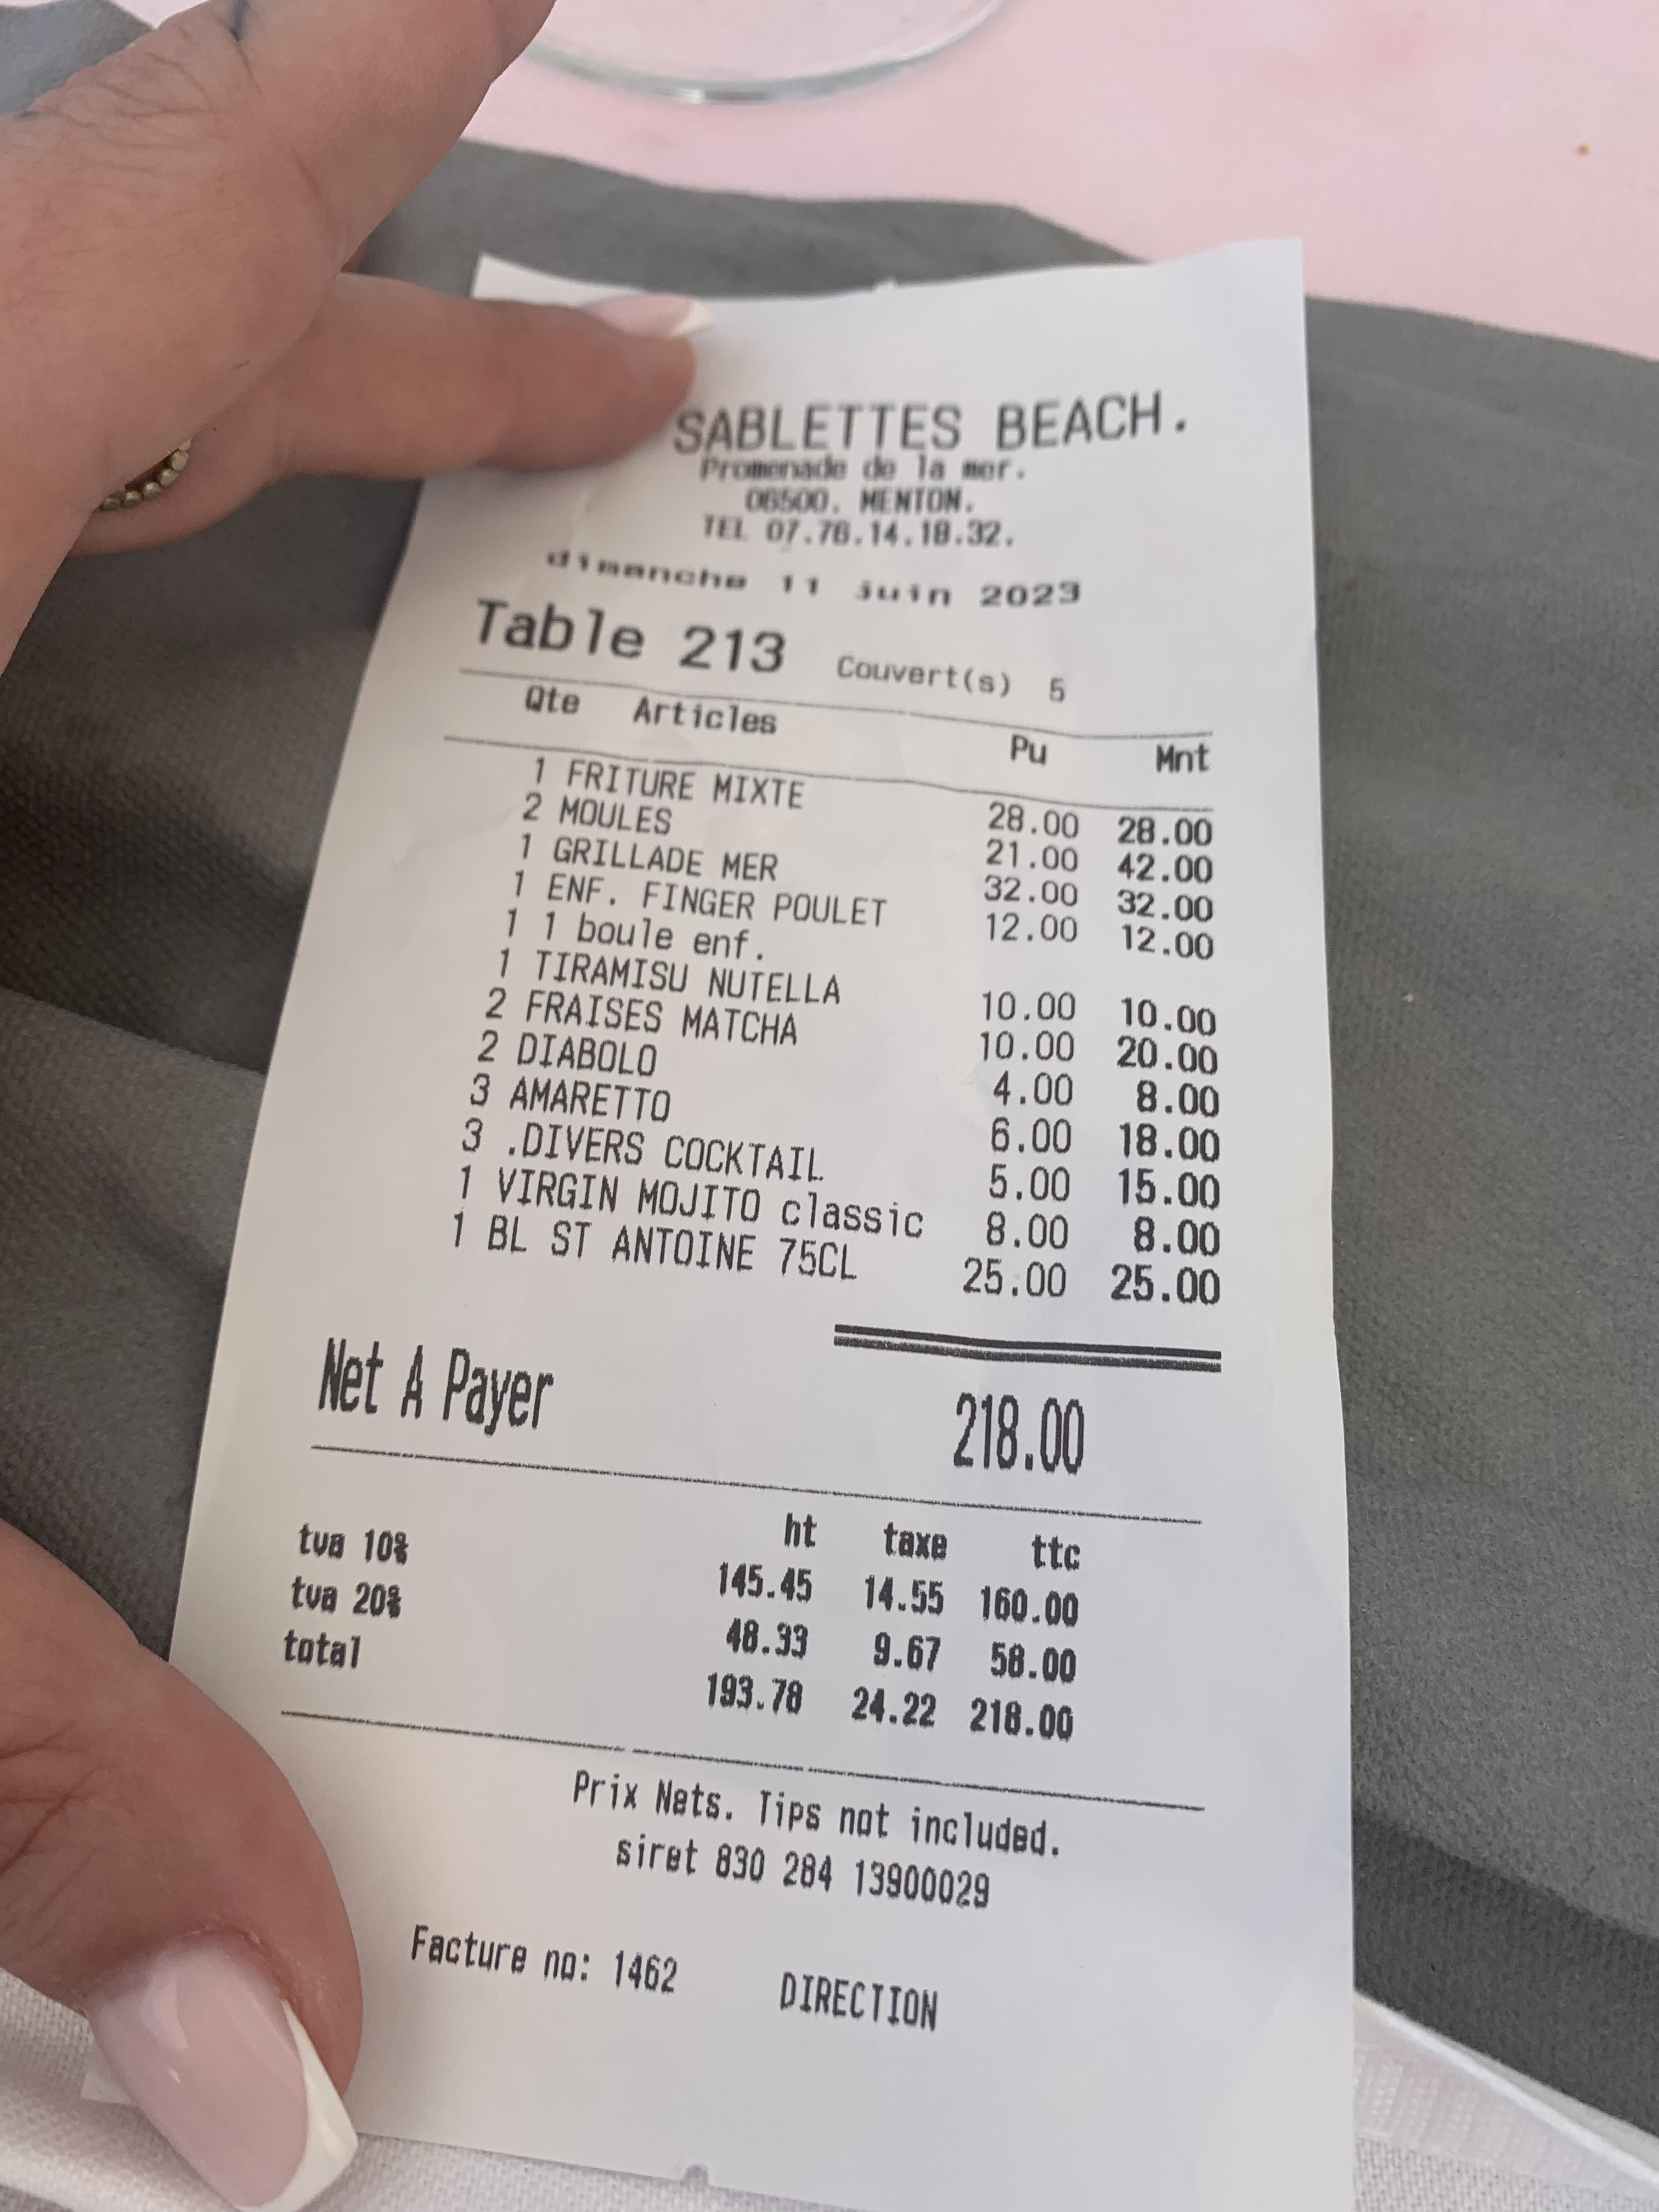 SABLETTES BEACH.
Promenade de la mer.
06500. MENTON.
TEL 07.76.14.18.32.
dimanche 11 juin 2023
Table 213 Couvert(s) 5
Qte Articles Pu Mnt
1 FRITURE MIXTE 28.00 28.00
2 MOULES 21.00 42.00
1 GRILLADE MER 32.00 32.00
1 ENF. FINGER POULET 12.00 12.00
1 1 boule enf.
1 TIRAMISU NUTELLA 10.00 10.00
2 FRAISES MATCHA 10.00 20.00
2 DIABOLO 4.00 8.00
3 AMARETTO 6.00 18.00
3 .DIVERS COCKTAIL 5.00 15.00
1 VIRGIN MOJITO classic 8.00 8.00
1 BL ST ANTOINE 75CL 25.00 25.00
Net A Payer 218.00
ht taxe ttc
tva 10% 145.45 14.55 160.00
tva 20% 48.33 9.67 58.00
total 193.78 24.22 218.00
Prix Nets. Tips not included.
siret 830 284 13900029
Facture no: 1462 DIRECTION